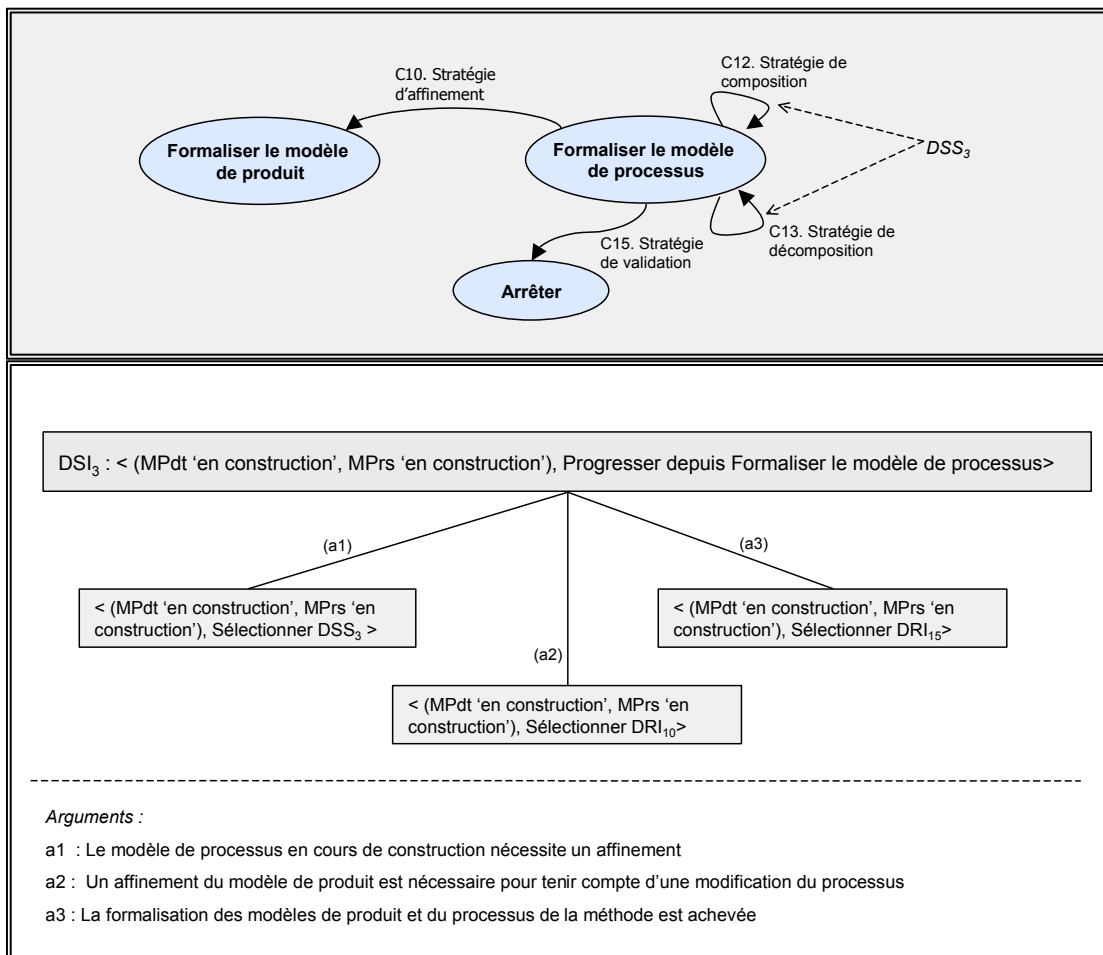 C10. Stratégie
d’affinement
C12. Stratégie de
composition
Formaliser le modèle
de produit
Formaliser le modèle
de processus
DSS3
C15. Stratégie
de validation
C13. Stratégie de
décomposition
Arrêter
DSI3 : < (MPdt ‘en construction’, MPrs ‘en construction’), Progresser depuis Formaliser le modèle de processus>
(a1)
(a3)
< (MPdt ‘en construction’, MPrs ‘en
construction’), Sélectionner DSS3 >
< (MPdt ‘en construction’, MPrs ‘en
construction’), Sélectionner DRI15>
(a2)
< (MPdt ‘en construction’, MPrs ‘en
construction’), Sélectionner DRI10>
Arguments :
a1 : Le modèle de processus en cours de construction nécessite un affinement
a2 : Un affinement du modèle de produit est nécessaire pour tenir compte d’une modification du processus
a3 : La formalisation des modèles de produit et du processus de la méthode est achevée